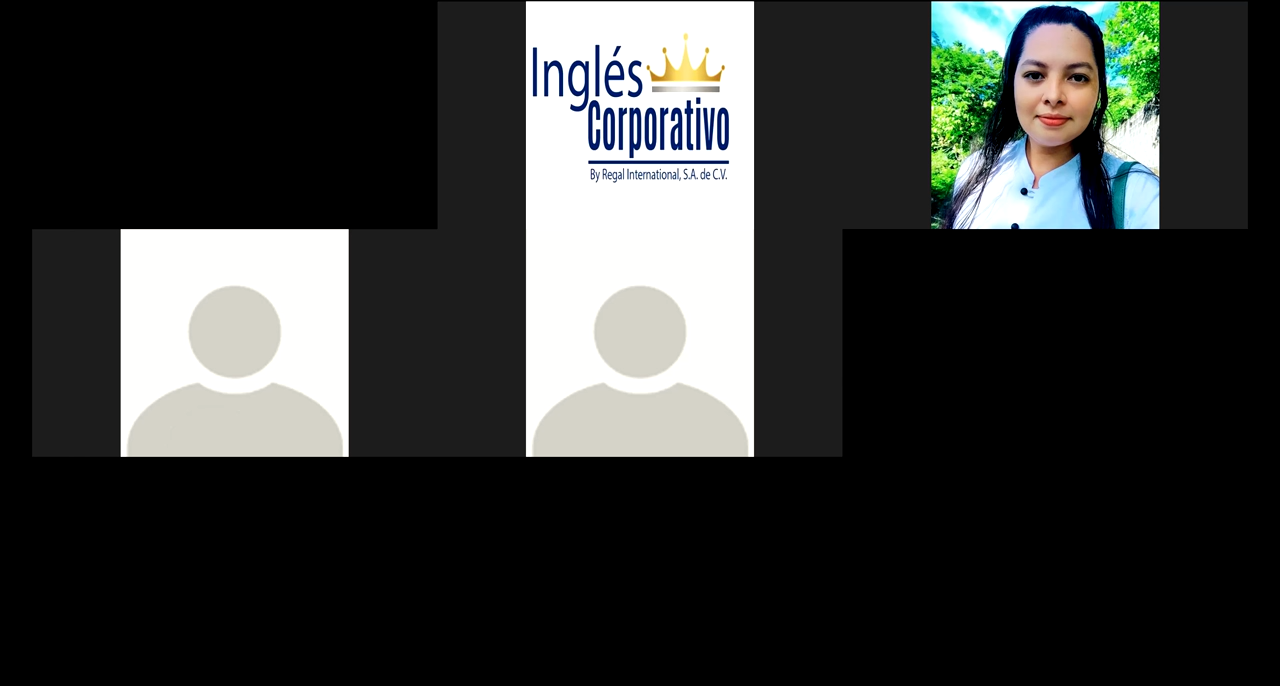 Inglés
Corporativo
By Regal International, S.A. de C.V.